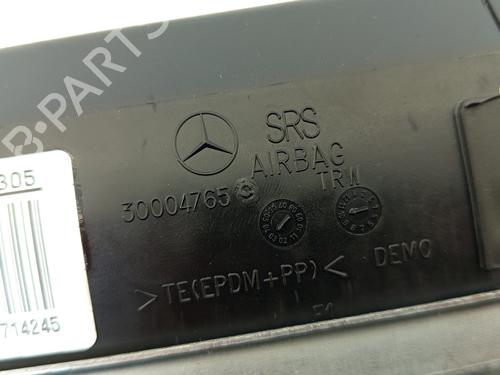 B-PARTS
SRS
AIRBAG
TRW
305
30004765
>TE(EPDM+PP)<
DEMO
714245